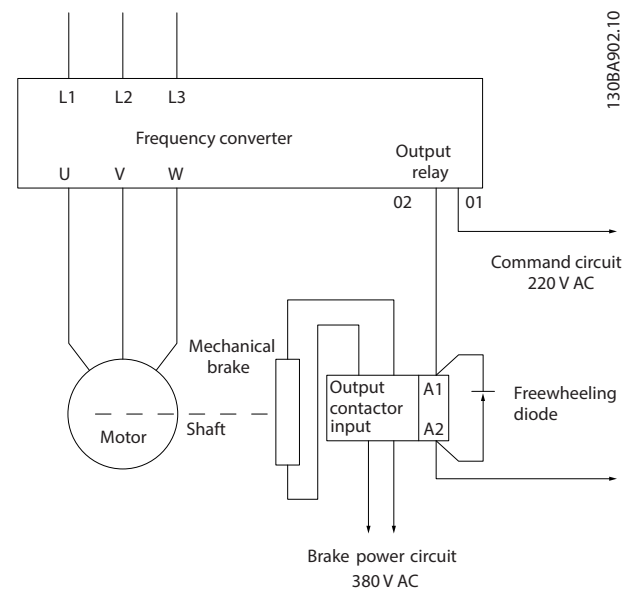 130BA902.10
L1
L2
L3
Frequency converter
Output
relay
U
V
W
02
01
Command circuit
220 V AC
Mechanical
brake
Output
contactor
input
A1
A2
Freewheeling
diode
Motor
Shaft
Brake power circuit
380 V AC